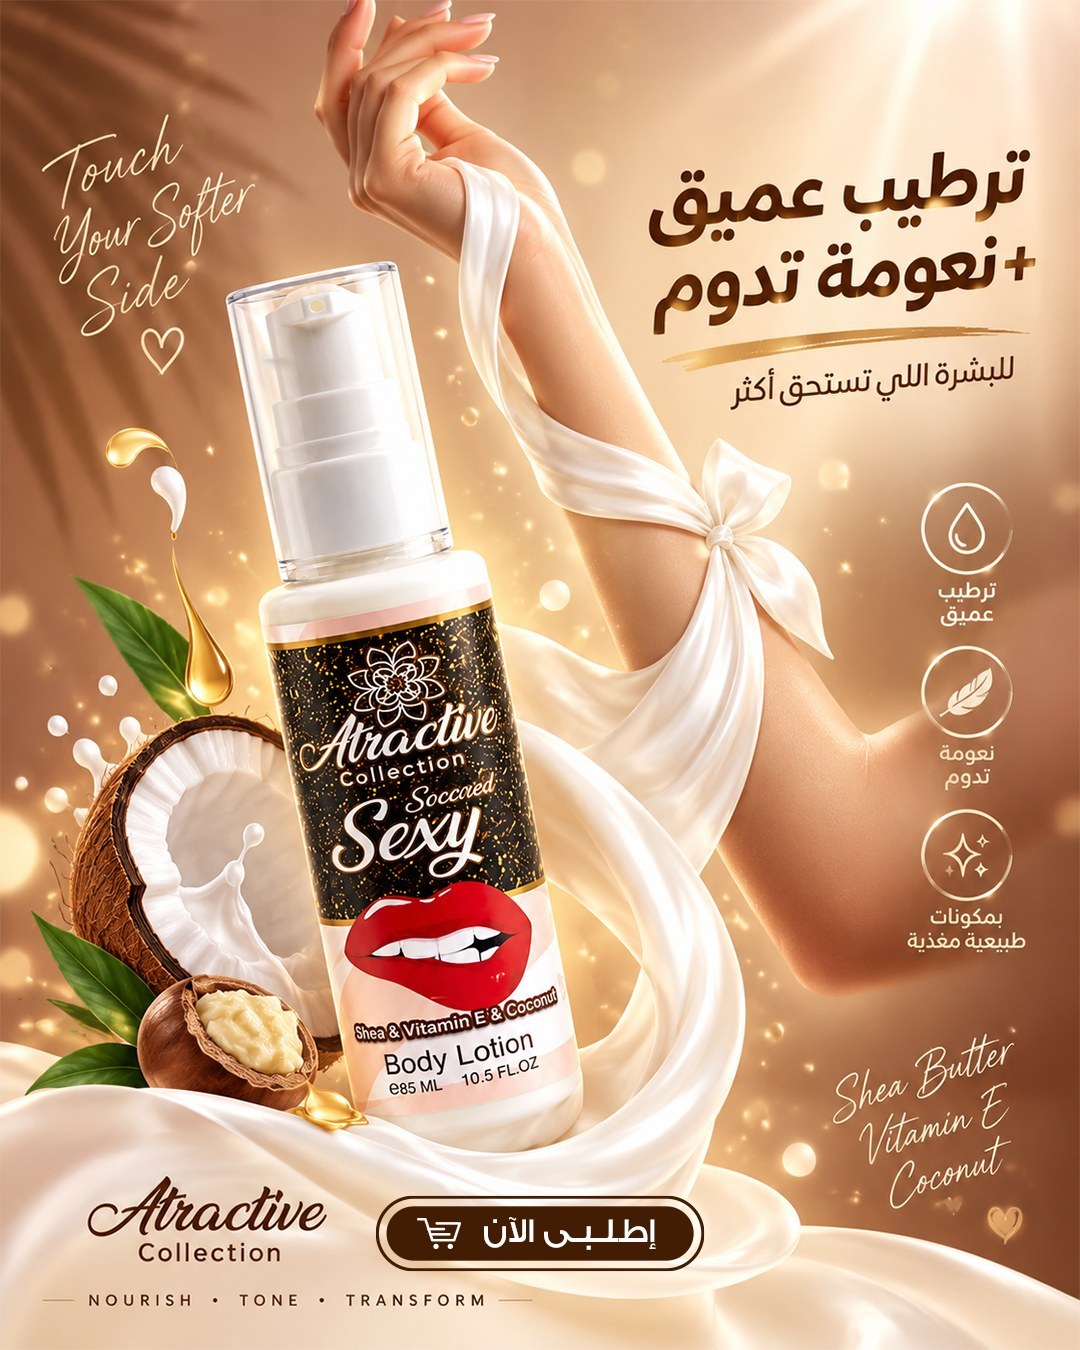 Touch
Your Softer
Side
ترطيب عميق
+نعومة تدوم
للبشرة اللي تستحق أكثر
ترطيب
عميق
نعومة
تدوم
بمكونات
طبيعية مغذية
Atractive
Collection
Soccared
Sexy
Shea & Vitamin E & Coconut
Body Lotion
e85 ML 10.5 FL.OZ
Shea Butter
Vitamin E
Coconut
Atractive
Collection
إطلبى الآن
NOURISH • TONE • TRANSFORM